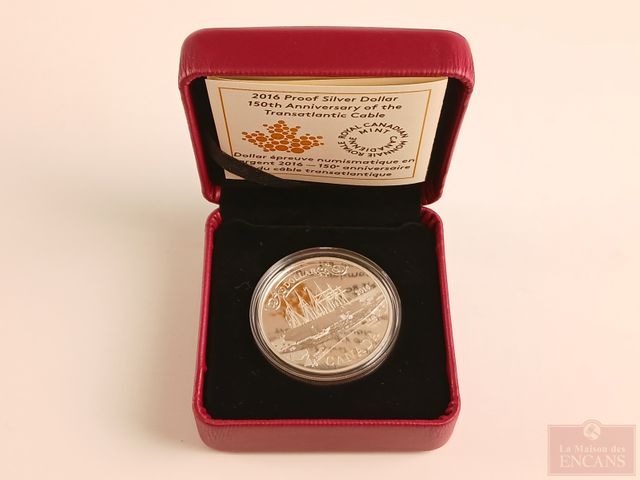 2016 Proof Silver Dollar
150th Anniversary of the
Transatlantic Cable
ROYAL CANADIAN MINT
MONNAIE ROYALE CANADIENNE
Dollar épreuve numismatique en
argent 2016 — 150e anniversaire
du câble transatlantique
DOLLAR
2016
CANADA
La Maison des
ENCANS